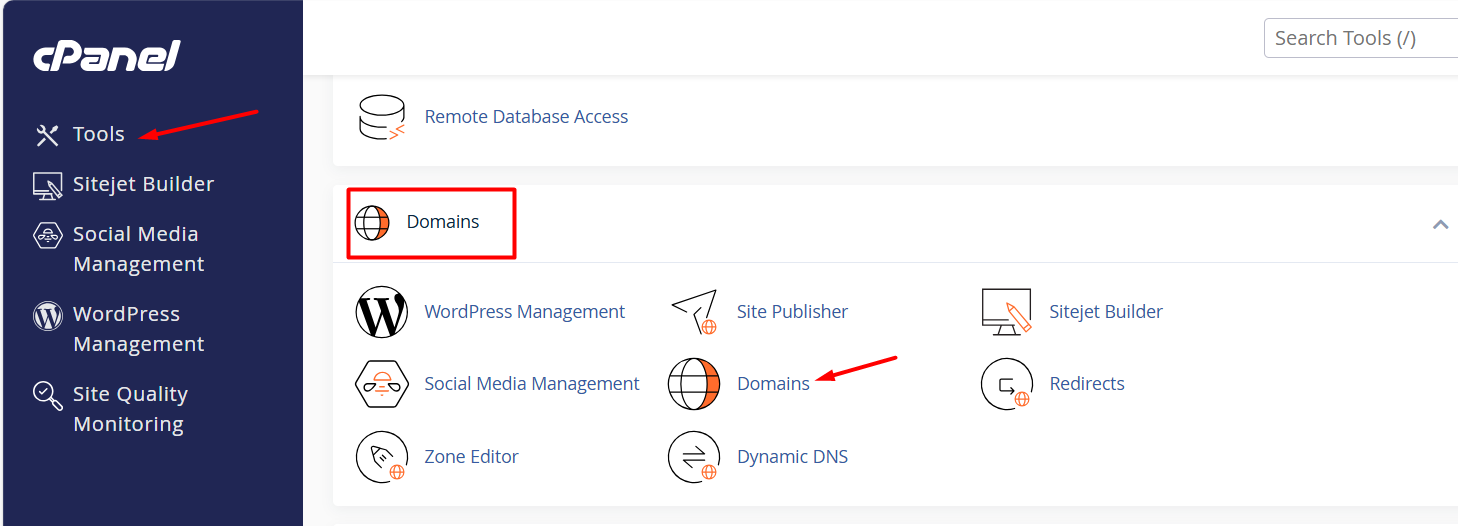 cPanel
Search Tools (/)
Tools
Sitejet Builder
Social Media
Management
WordPress
Management
Site Quality
Monitoring
Remote Database Access
Domains
WordPress Management
Site Publisher
Sitejet Builder
Social Media Management
Domains
Redirects
Zone Editor
Dynamic DNS